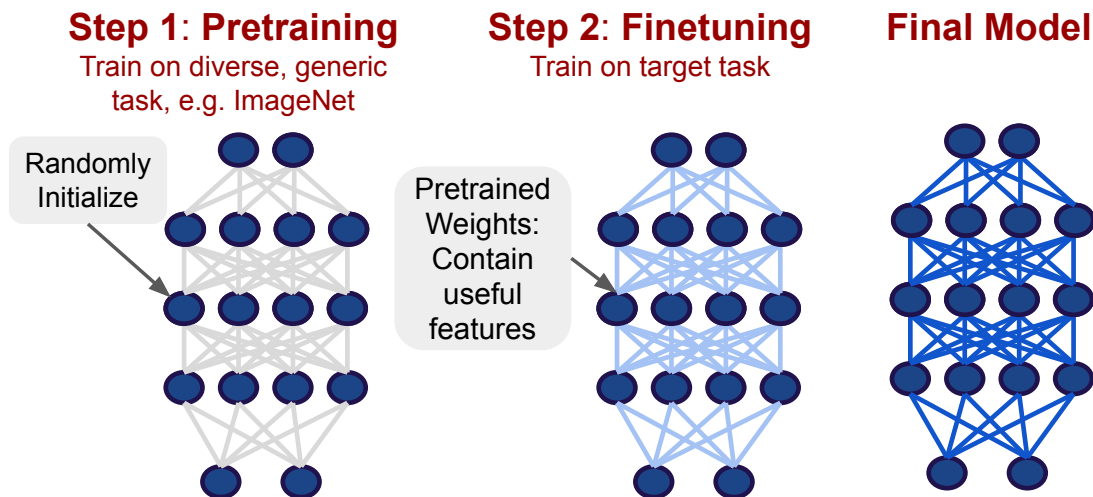 Step 1: Pretraining
Train on diverse, generic
task, e.g. ImageNet
Randomly
Initialize
Step 2: Finetuning
Train on target task
Pretrained
Weights:
Contain
useful
features
Final Model